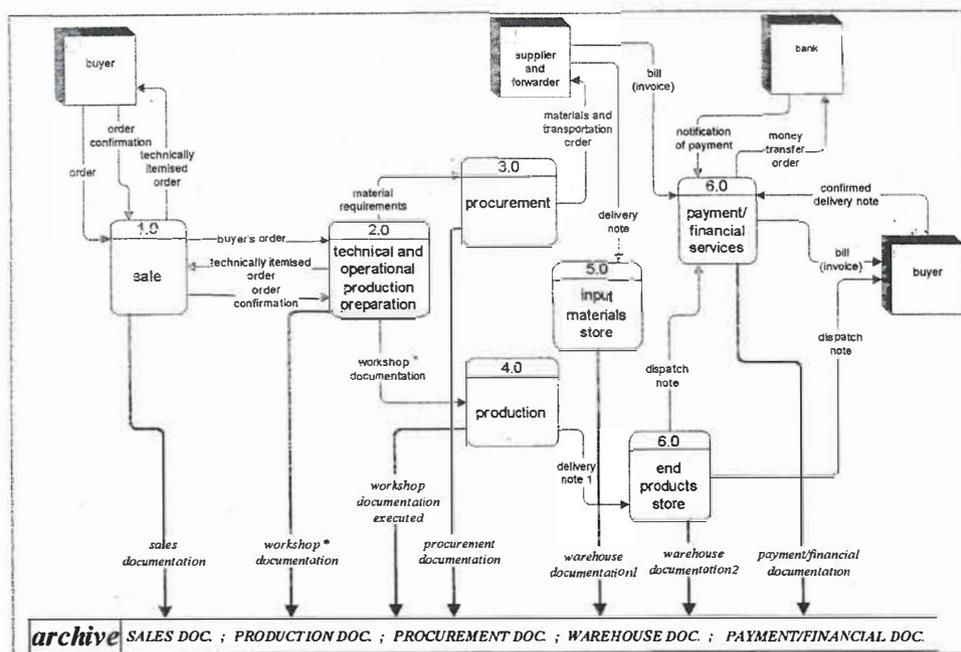 buyer
supplier
and
forwarder
bank
order
confirmation
technically
itemised
order
order
bill
(invoice)
materials and
transportation
order
notification
of payment
money
transfer
order
material
requirements
3.0
procurement
6.0
payment/
financial
services
confirmed
delivery note
1.0
sale
buyer's order
technically itemised
order
order
confirmation
2.0
technical and
operational
production
preparation
delivery
note
5.0
input
materials
store
bill
(invoice)
buyer
workshop *
documentation
4.0
production
dispatch
note
dispatch
note
delivery
note 1
6.0
end
products
store
workshop
documentation
executed
sales
documentation
workshop *
documentation
procurement
documentation
warehouse
documentation1
warehouse
documentation2
payment/financial
documentation
archive SALES DOC. ; PRODUCTION DOC. ; PROCUREMENT DOC. ; WAREHOUSE DOC. ; PAYMENT/FINANCIAL DOC.